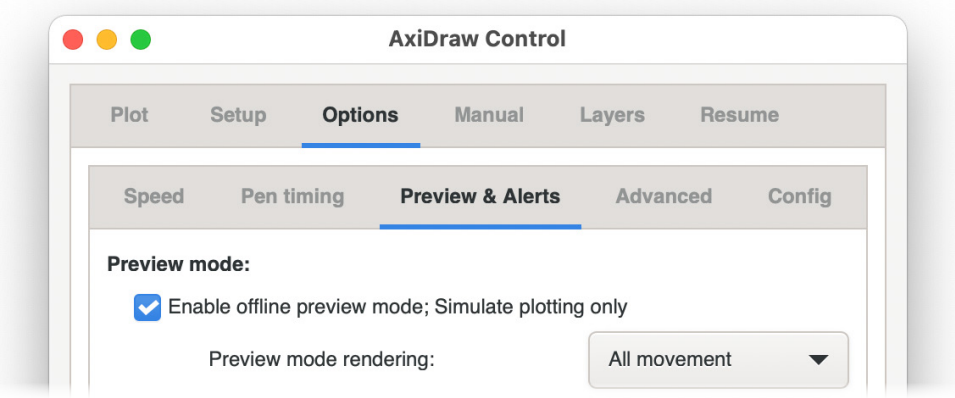 AxiDraw Control
Plot Setup Options Manual Layers Resume
Speed Pen timing Preview & Alerts Advanced Config
Preview mode:
Enable offline preview mode; Simulate plotting only
Preview mode rendering: All movement